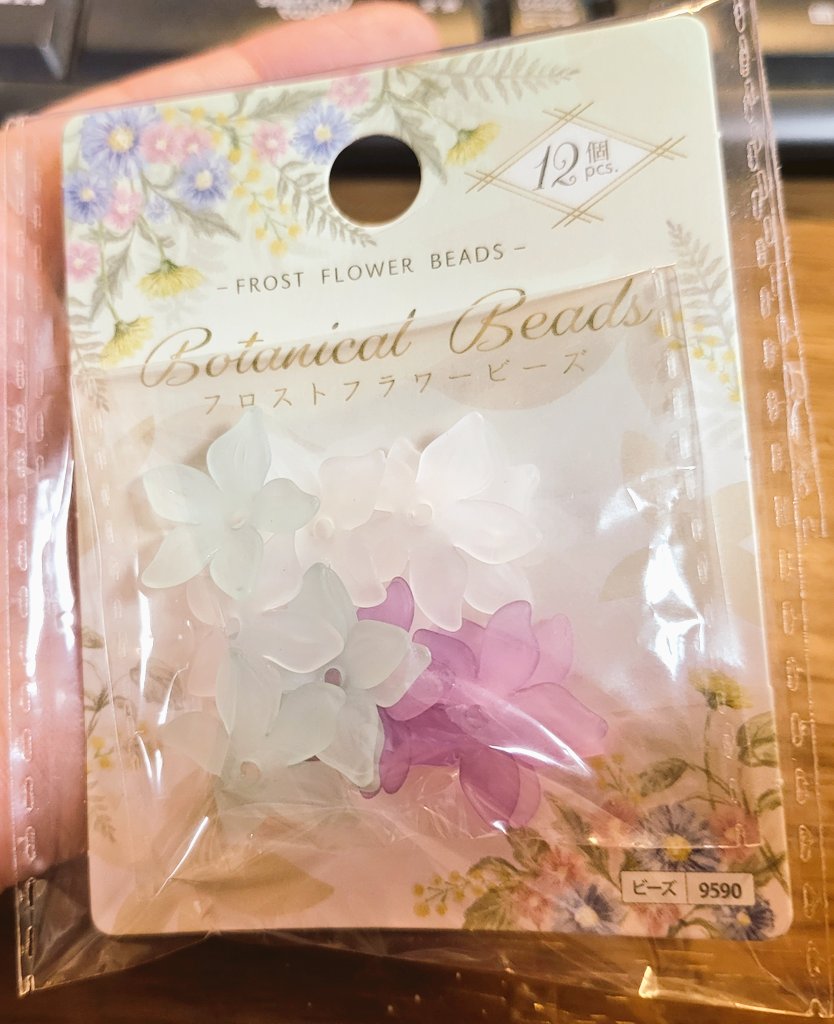 12個
pcs.
-FROST FLOWER BEADS-
Botanical Beads
フロストフラワービーズ
ビーズ 9590